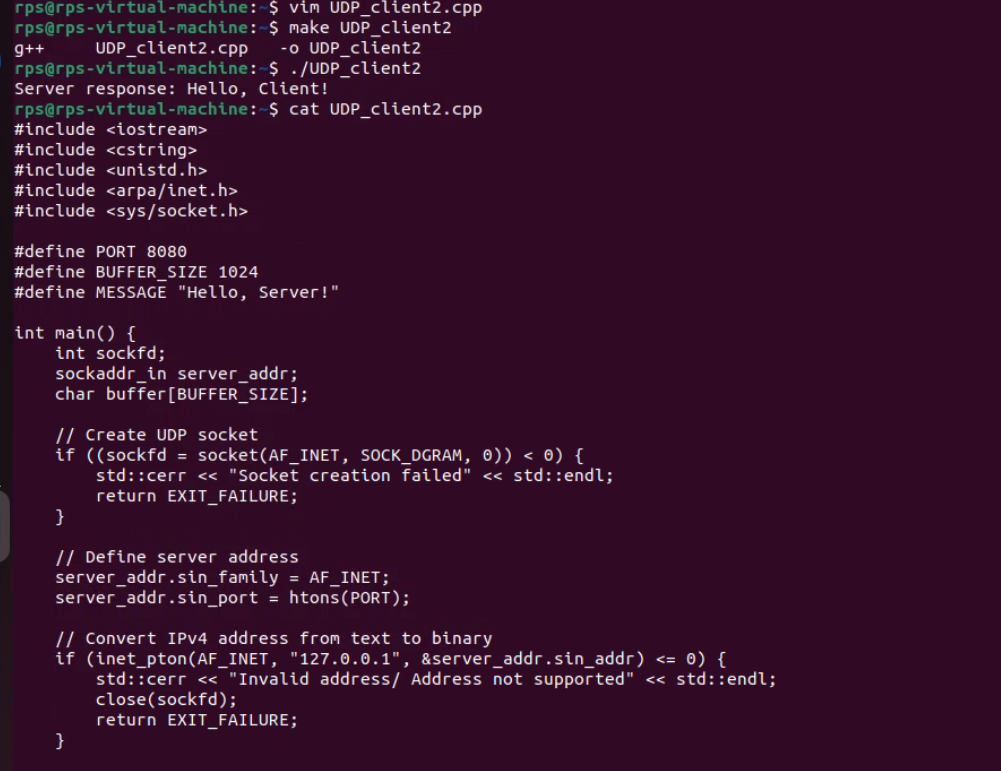 rps@rps-virtual-machine:~$ vim UDP_client2.cpp
rps@rps-virtual-machine:~$ make UDP_client2
g++     UDP_client2.cpp   -o UDP_client2
rps@rps-virtual-machine:~$ ./UDP_client2
Server response: Hello, Client!
rps@rps-virtual-machine:~$ cat UDP_client2.cpp
#include <iostream>
#include <cstring>
#include <unistd.h>
#include <arpa/inet.h>
#include <sys/socket.h>

#define PORT 8080
#define BUFFER_SIZE 1024
#define MESSAGE "Hello, Server!"

int main() {
    int sockfd;
    sockaddr_in server_addr;
    char buffer[BUFFER_SIZE];

    // Create UDP socket
    if ((sockfd = socket(AF_INET, SOCK_DGRAM, 0)) < 0) {
        std::cerr << "Socket creation failed" << std::endl;
        return EXIT_FAILURE;
    }

    // Define server address
    server_addr.sin_family = AF_INET;
    server_addr.sin_port = htons(PORT);

    // Convert IPv4 address from text to binary
    if (inet_pton(AF_INET, "127.0.0.1", &server_addr.sin_addr) <= 0) {
        std::cerr << "Invalid address/ Address not supported" << std::endl;
        close(sockfd);
        return EXIT_FAILURE;
    }